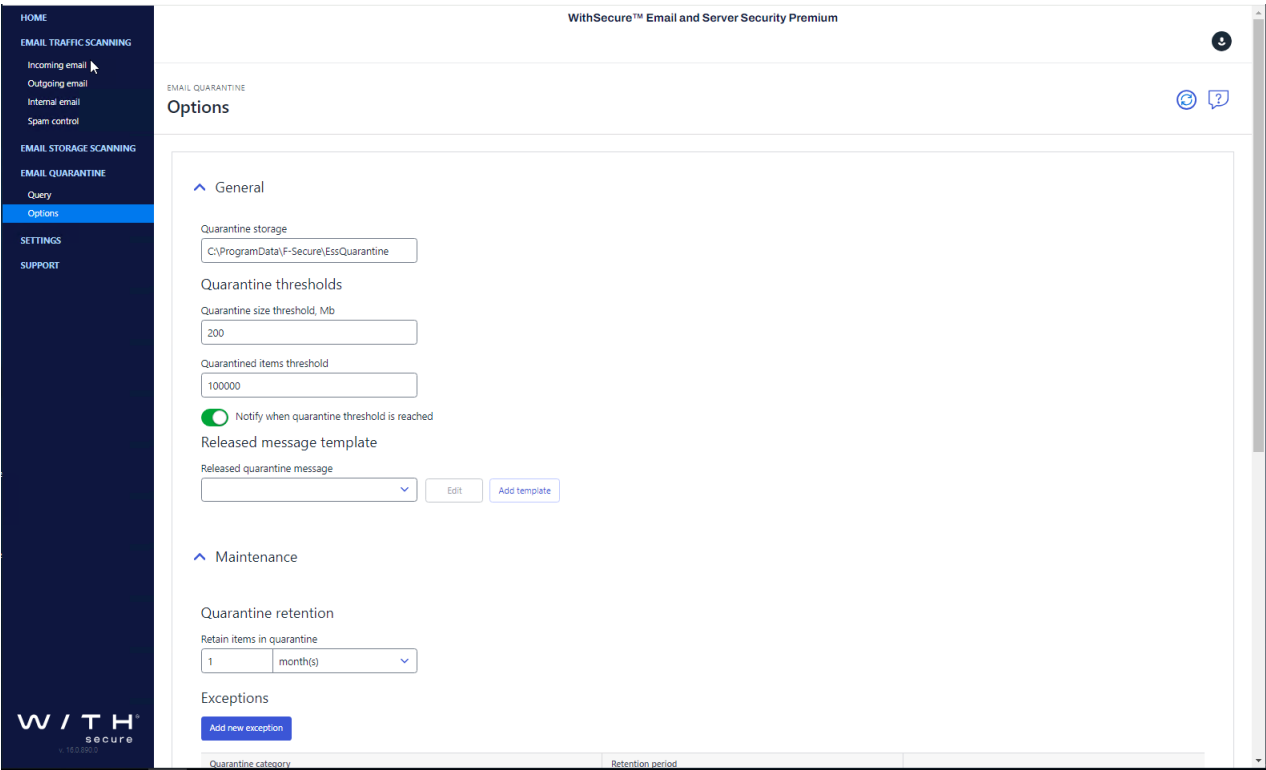 HOME
WithSecure™ Email and Server Security Premium
EMAIL TRAFFIC SCANNING
Incoming email
Outgoing email
Internal email
Spam control
EMAIL STORAGE SCANNING
EMAIL QUARANTINE
Query
Options
SETTINGS
SUPPORT
W / T H®
secure
v. 16.0.890.0
EMAIL QUARANTINE
Options
General
Quarantine storage
C:\ProgramData\F-Secure\EssQuarantine
Quarantine thresholds
Quarantine size threshold, Mb
200
Quarantined items threshold
100000
Notify when quarantine threshold is reached
Released message template
Released quarantine message
Edit Add template
Maintenance
Quarantine retention
Retain items in quarantine
1 month(s)
Exceptions
Add new exception
Quarantine category Retention period